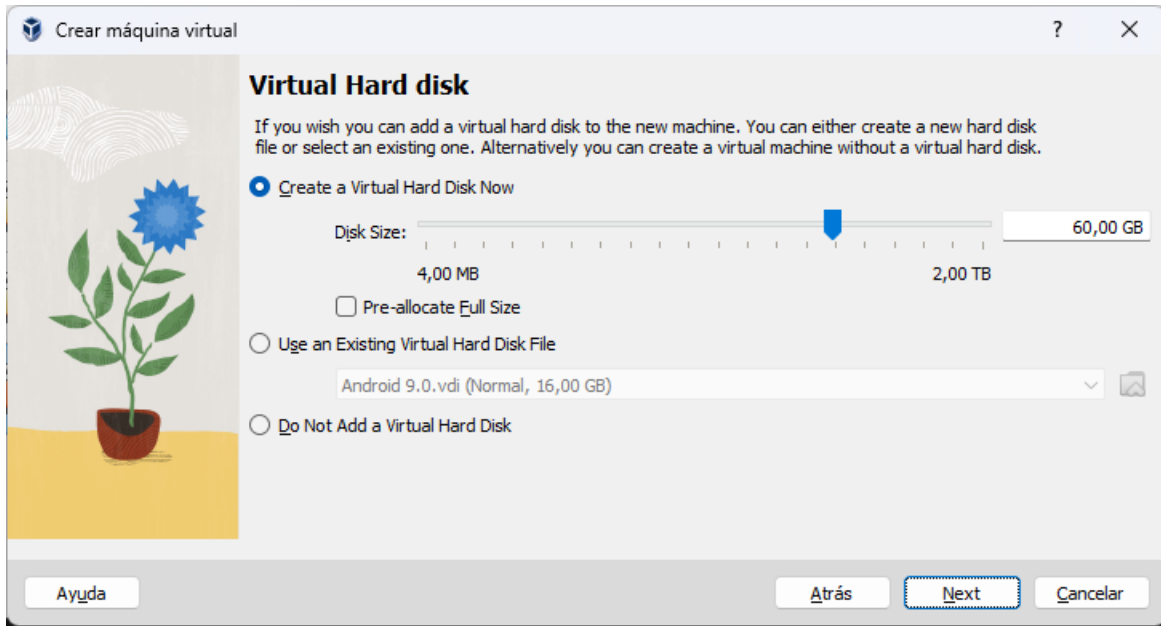 Crear máquina virtual
?
Virtual Hard disk
If you wish you can add a virtual hard disk to the new machine. You can either create a new hard disk
file or select an existing one. Alternatively you can create a virtual machine without a virtual hard disk.
Create a Virtual Hard Disk Now
Disk Size:
60,00 GB
4,00 MB
2,00 TB
Pre-allocate Full Size
Use an Existing Virtual Hard Disk File
Android 9.0.vdi (Normal, 16,00 GB)
Do Not Add a Virtual Hard Disk
Ayuda
Atrás
Next
Cancelar